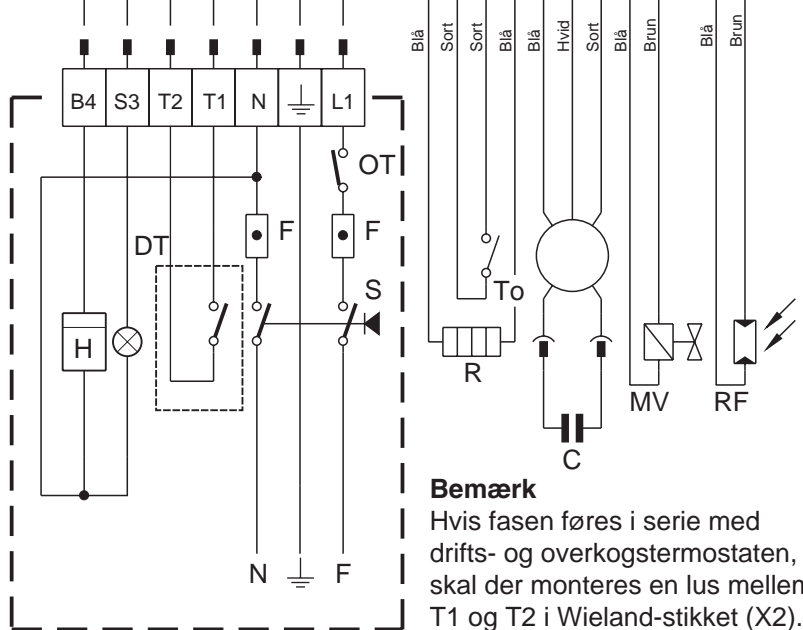 Blå Sort Sort Blå Blå Hvid Sort Blå Brun Blå Brun
B4 S3 T2 T1 N L1
OT
F F
DT
S
To
H
R
MV RF
C
N F
Bemærk
Hvis fasen føres i serie med
drifts- og overkogstermostaten,
skal der monteres en lus mellem
T1 og T2 i Wieland-stikket (X2).